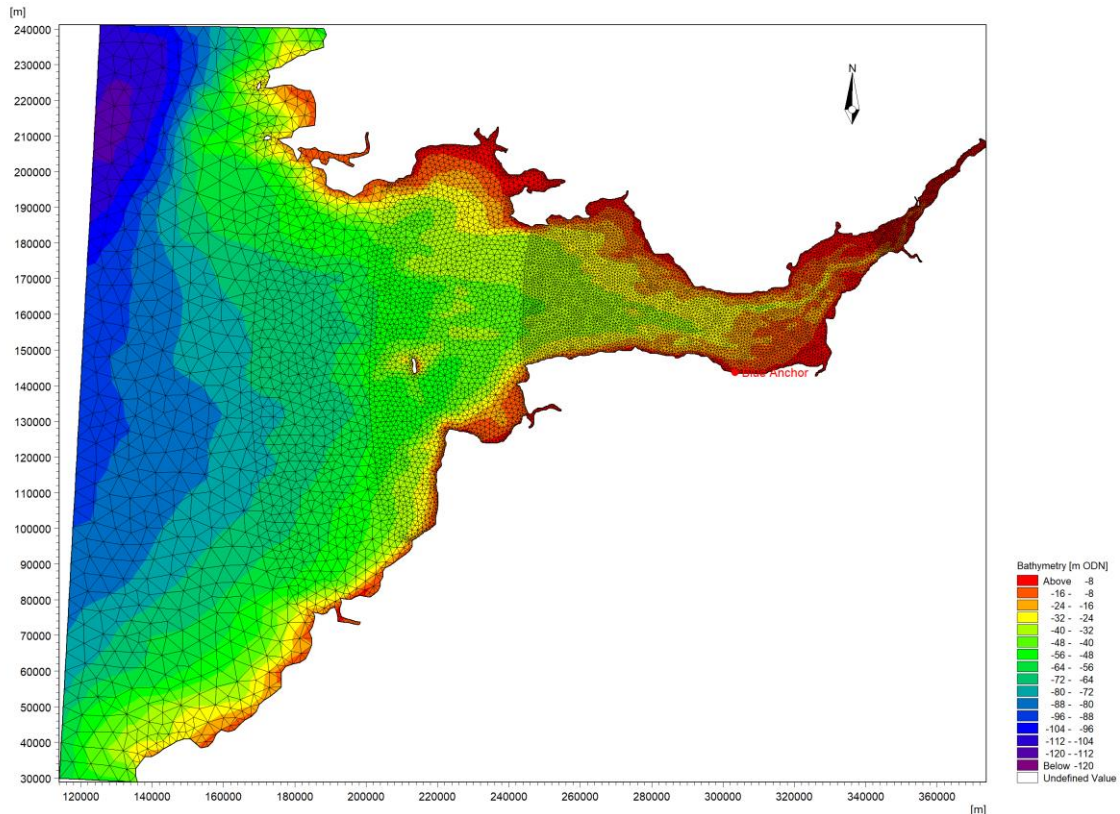 [m]
240000
230000
220000
210000
200000
190000
180000
170000
160000
150000
140000
130000
120000
110000
100000
90000
80000
70000
60000
50000
40000
30000
N
Blue Anchor
120000 140000 160000 180000 200000 220000 240000 260000 280000 300000 320000 340000 360000
[m]
Bathymetry [m ODN]
Above -8
-16 - -8
-24 - -16
-32 - -24
-40 - -32
-48 - -40
-56 - -48
-64 - -56
-72 - -64
-80 - -72
-88 - -80
-96 - -88
-104 - -96
-112 - -104
-120 - -112
Below -120
Undefined Value